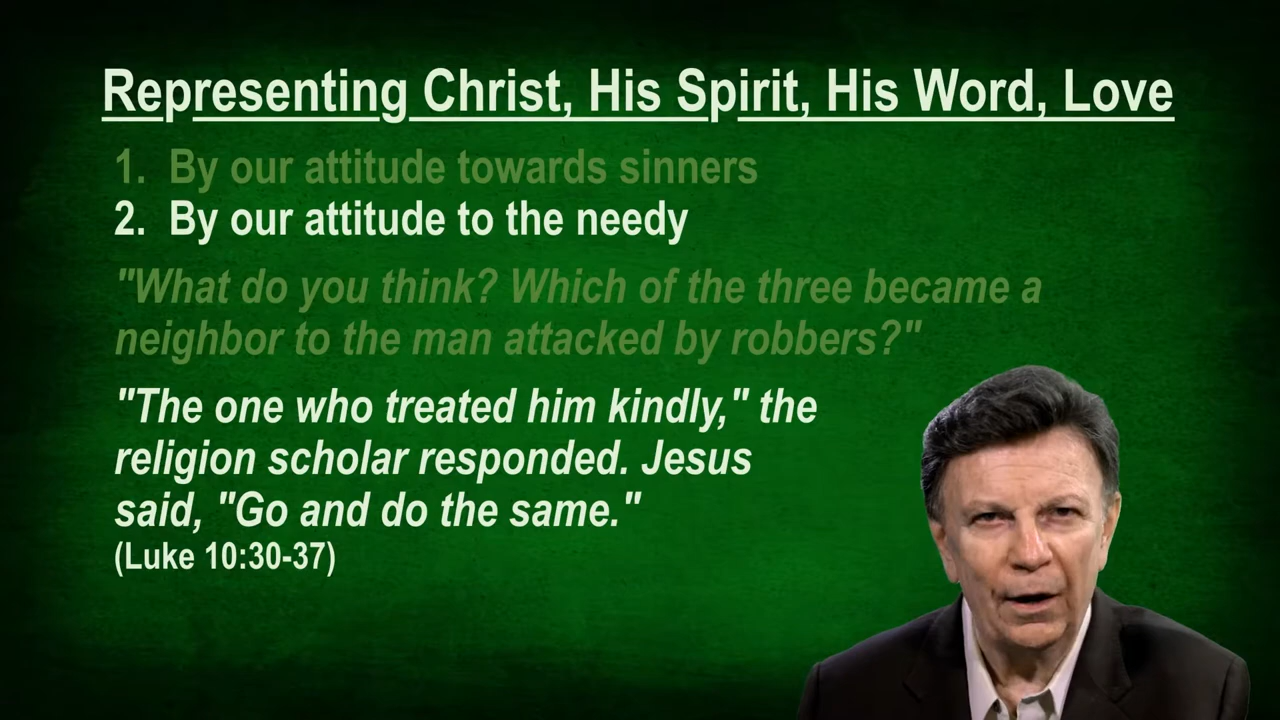 Representing Christ, His Spirit, His Word, Love
1. By our attitude towards sinners
2. By our attitude to the needy
"What do you think? Which of the three became a
neighbor to the man attacked by robbers?"
"The one who treated him kindly," the
religion scholar responded. Jesus
said, "Go and do the same."
(Luke 10:30-37)